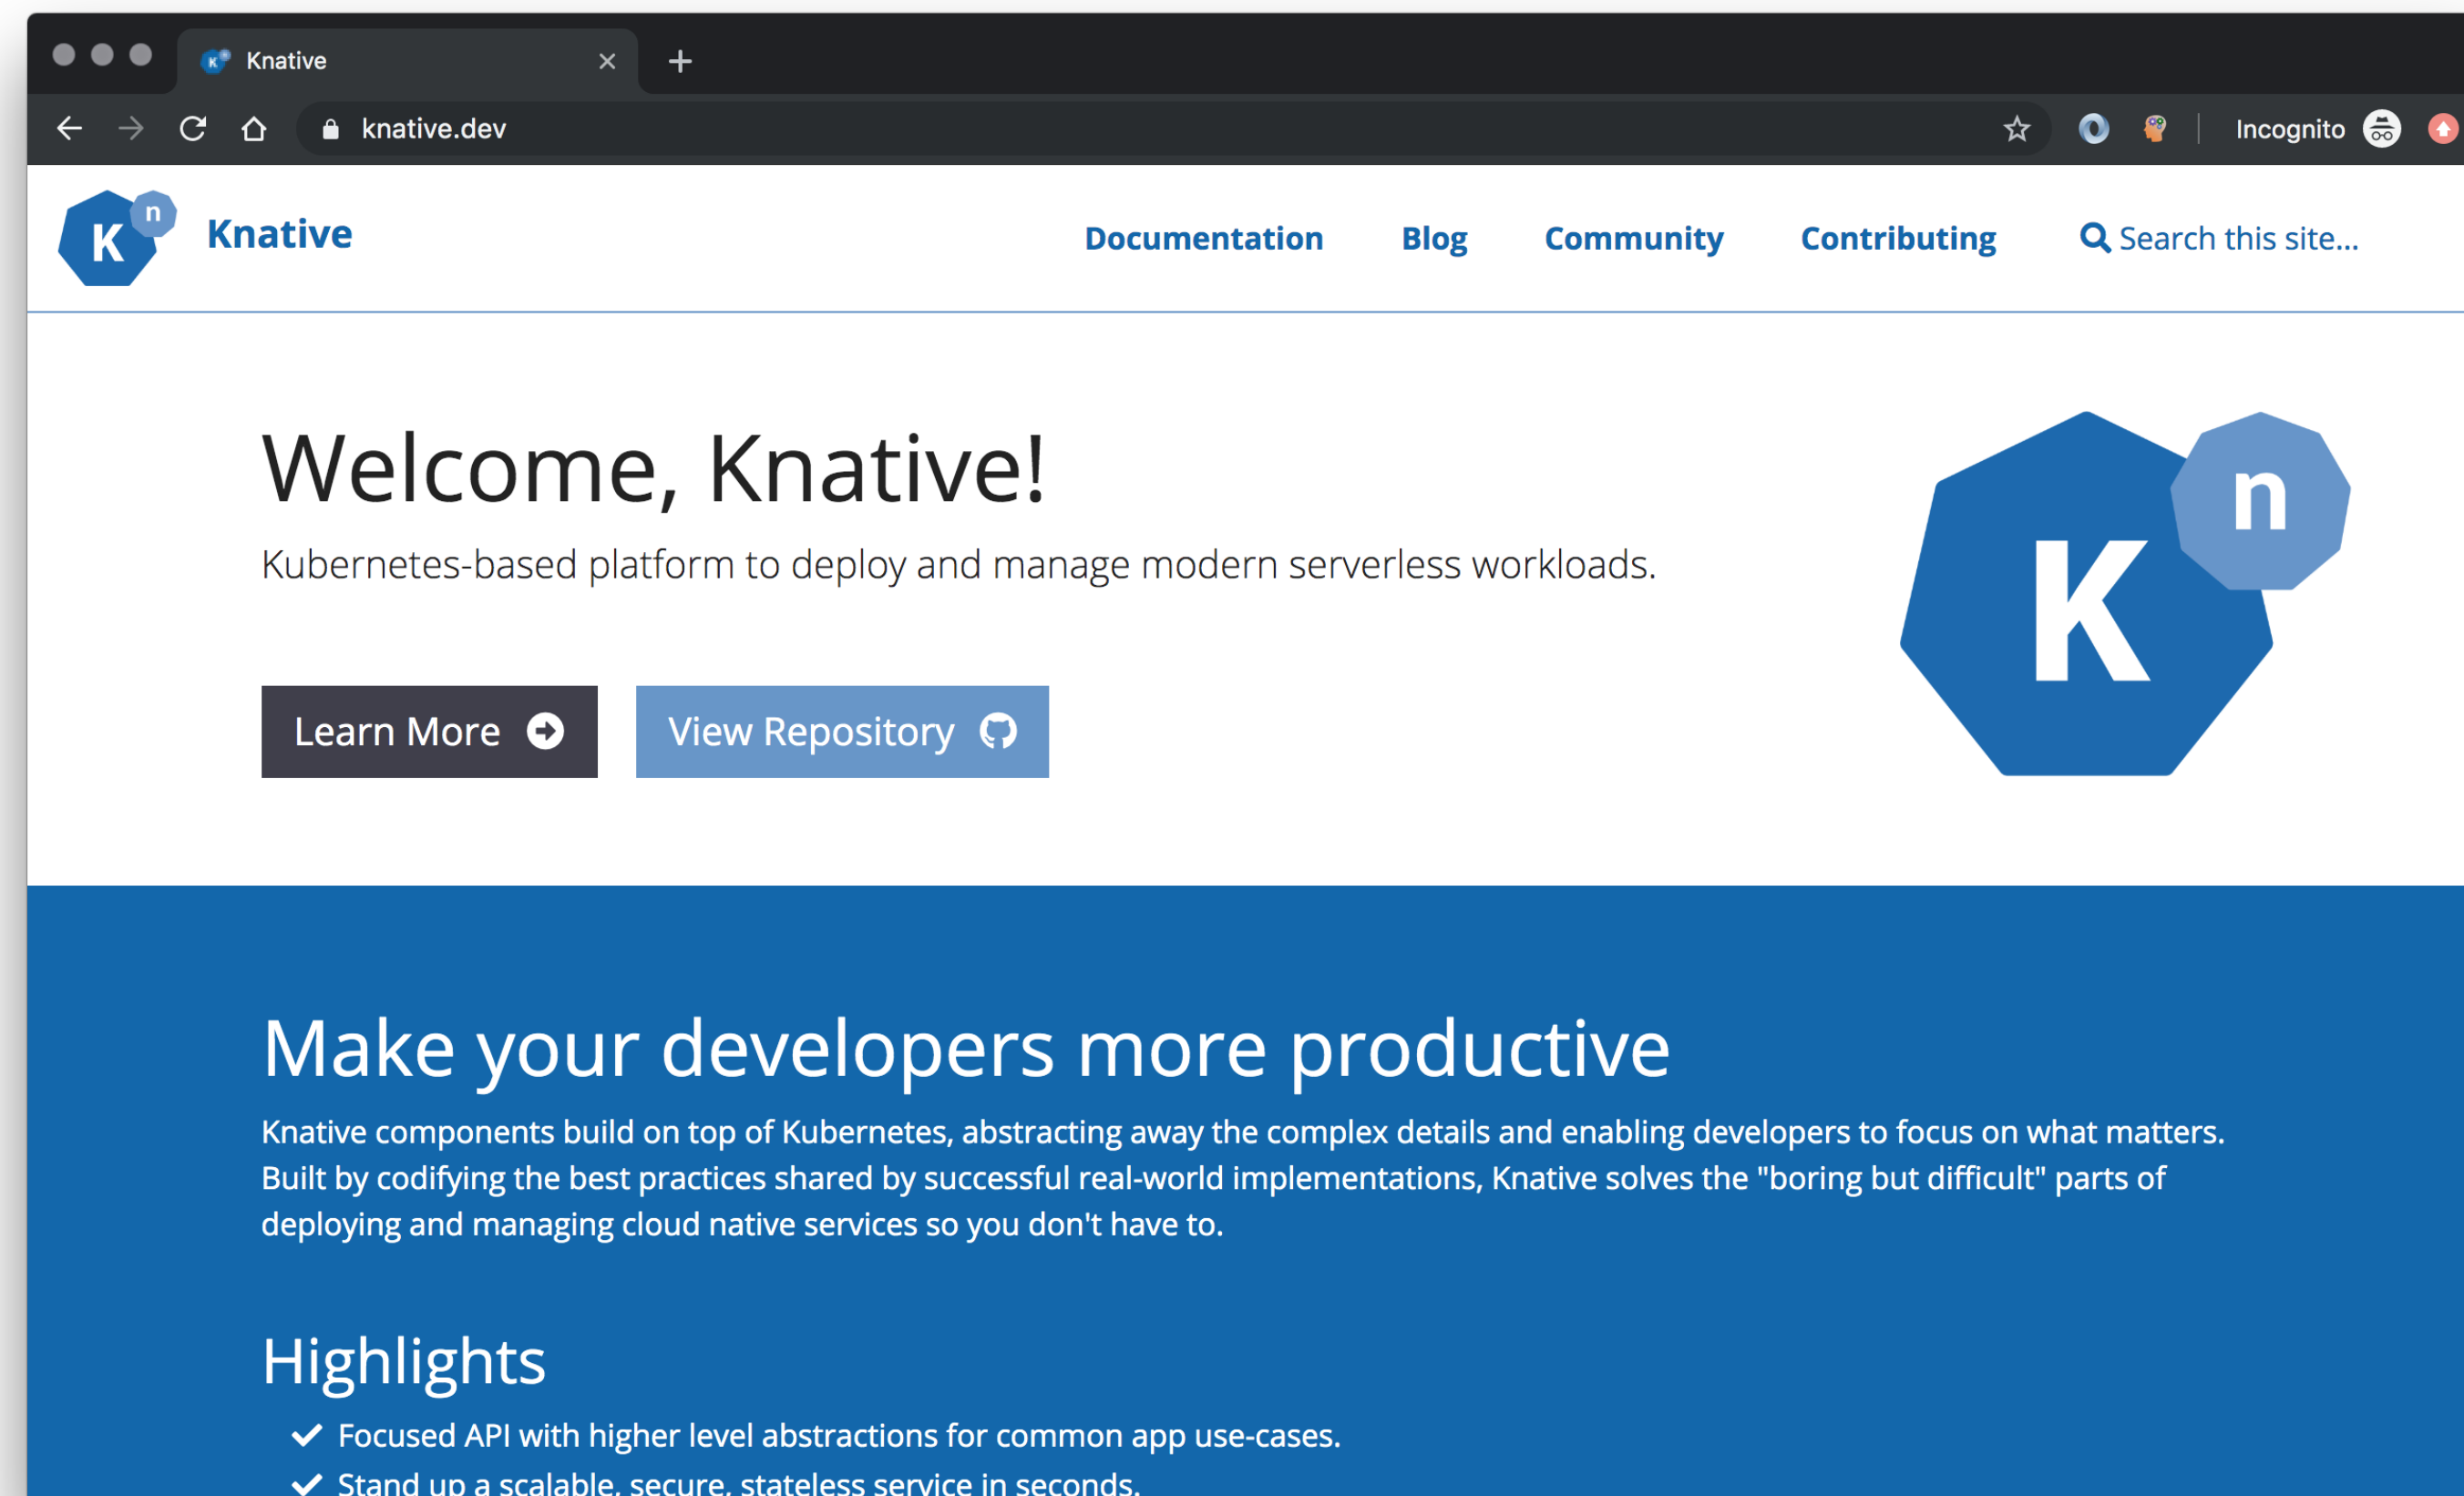 Knative
knative.dev
Incognito
K n
Knative
Documentation
Blog
Community
Contributing
Search this site...
Welcome, Knative!
Kubernetes-based platform to deploy and manage modern serverless workloads.
Learn More
View Repository
K n
Make your developers more productive
Knative components build on top of Kubernetes, abstracting away the complex details and enabling developers to focus on what matters.
Built by codifying the best practices shared by successful real-world implementations, Knative solves the "boring but difficult" parts of
deploying and managing cloud native services so you don't have to.
Highlights
Focused API with higher level abstractions for common app use-cases.
Stand up a scalable, secure, stateless service in seconds.